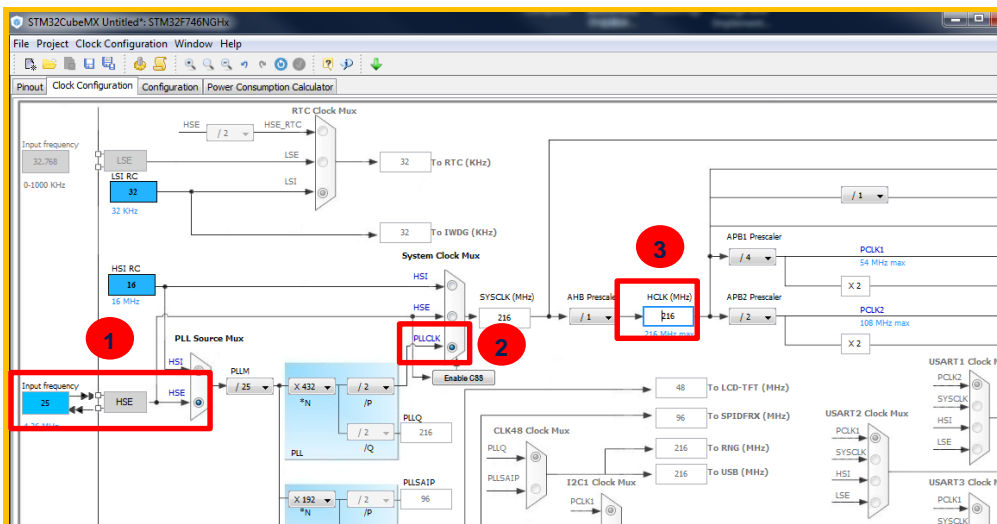 STM32CubeMX Untitled*: STM32F746NGHx
File Project Clock Configuration Window Help
Pinout Clock Configuration Configuration Power Consumption Calculator
RTC Clock Mux
HSE
/ 2
HSE_RTC
Input frequency
32.768
0-1000 KHz
LSE
LSE
32
To RTC (KHz)
LSI RC
32
32 KHz
LSI
32
To IWDG (KHz)
/ 1
System Clock Mux
HSI RC
16
16 MHz
HSI
HSE
PLLCLK
Enable CSS
SYSCLK (MHz)
216
AHB Prescale
/ 1
3
HCLK (MHz)
216
216 MHz max
APB1 Prescaler
/ 4
PCLK1
54 MHz max
X 2
APB2 Prescaler
/ 2
PCLK2
108 MHz max
X 2
1
2
PLL Source Mux
HSI
HSE
Input frequency
25
HSE
PLLM
/ 25
X 432
*N
/ 2
/P
/ 2
/Q
PLL
PLLQ
216
PLLSAIP
X 192
*N
/ 2
/P
96
48
To LCD-TFT (MHz)
96
To SPIDFRX (MHz)
CLK48 Clock Mux
PLLQ
PLLSAIP
216
To RNG (MHz)
216
To USB (MHz)
I2C1 Clock Mux
PCLK1
USART2 Clock Mux
PCLK1
SYSCLK
HSI
LSE
USART1 Clock M
PCLK2
SYSCLK
HSI
LSE
USART3 Clock M
PCLK1
SYSCLK